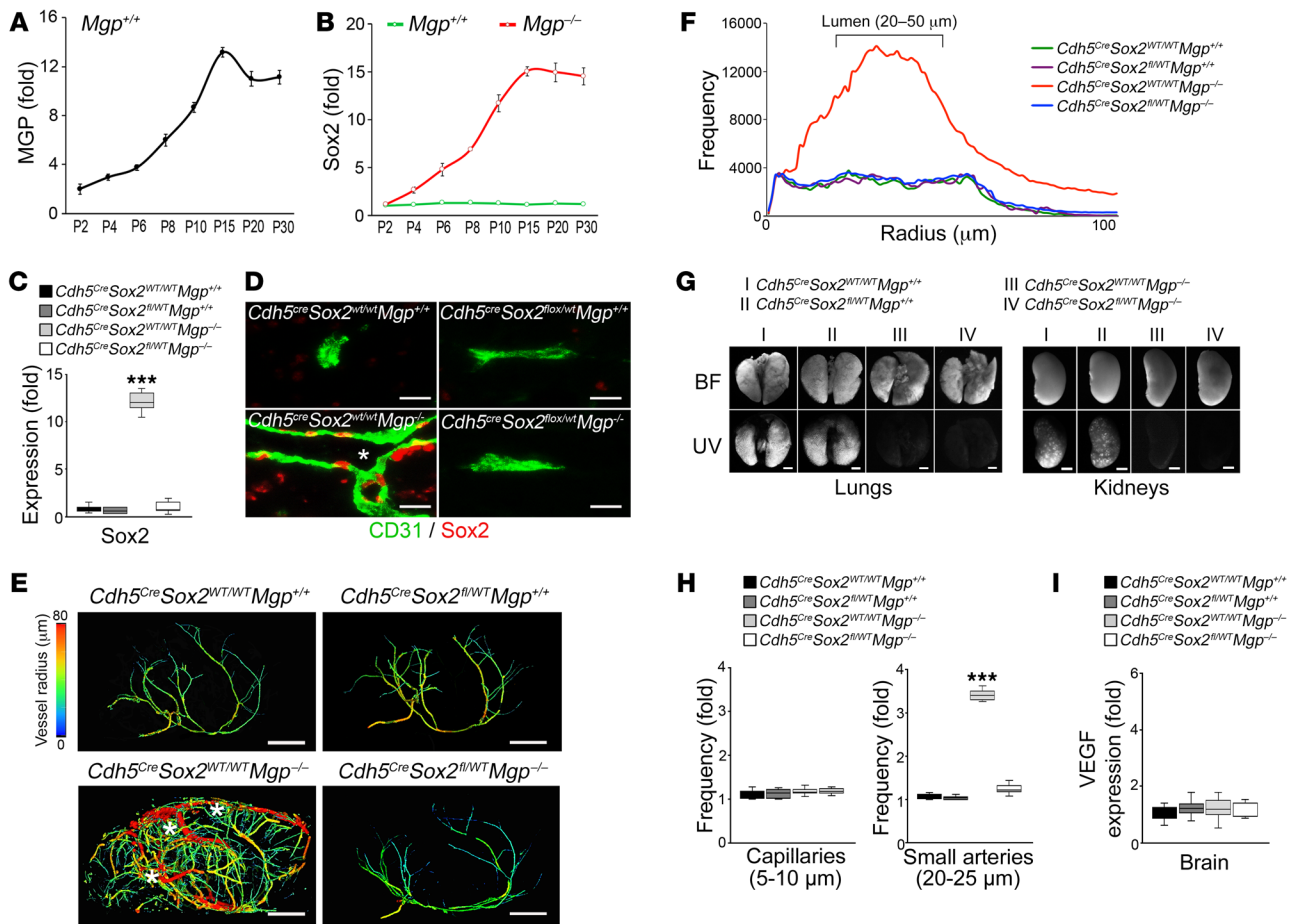 A
Mgp+/+
MGP (fold)
16
12
8
4
0
P2 P4 P6 P8 P10 P15 P20 P30
B
Mgp+/+ Mgp−/−
Sox2 (fold)
20
15
10
5
0
P2 P4 P6 P8 P10 P15 P20 P30
C
Cdh5CreSox2WT/WTMgp+/+
Cdh5CreSox2fl/WTMgp+/+
Cdh5CreSox2WT/WTMgp−/−
Cdh5CreSox2fl/WTMgp−/−
Expression (fold)
15
10
5
0
***
Sox2
D
Cdh5creSox2wt/wtMgp+/+
Cdh5creSox2flox/wtMgp+/+
Cdh5creSox2wt/wtMgp-/-
Cdh5creSox2flox/wtMgp-/-
*
CD31 / Sox2
E
Cdh5CreSox2WT/WTMgp+/+
Cdh5CreSox2fl/WTMgp+/+
Vessel radius (μm)
80
0
Cdh5CreSox2WT/WTMgp−/−
Cdh5CreSox2fl/WTMgp−/−
* * *
F
Lumen (20–50 μm)
Cdh5CreSox2WT/WTMgp+/+
Cdh5CreSox2fl/WTMgp+/+
Cdh5CreSox2WT/WTMgp−/−
Cdh5CreSox2fl/WTMgp−/−
Frequency
16000
12000
8000
4000
0
0 100
Radius (μm)
G
I Cdh5CreSox2WT/WTMgp+/+
II Cdh5CreSox2fl/WTMgp+/+
III Cdh5CreSox2WT/WTMgp−/−
IV Cdh5CreSox2fl/WTMgp−/−
I II III IV I II III IV
BF
UV
Lungs Kidneys
H
Cdh5CreSox2WT/WTMgp+/+
Cdh5CreSox2fl/WTMgp+/+
Cdh5CreSox2WT/WTMgp−/−
Cdh5CreSox2fl/WTMgp−/−
Frequency (fold)
4
3
2
1
0
Capillaries
(5-10 μm)
Frequency (fold)
4
3
2
1
0
***
Small arteries
(20-25 μm)
I
Cdh5CreSox2WT/WTMgp+/+
Cdh5CreSox2fl/WTMgp+/+
Cdh5CreSox2WT/WTMgp−/−
Cdh5CreSox2fl/WTMgp−/−
VEGF
expression (fold)
6
4
2
0
Brain